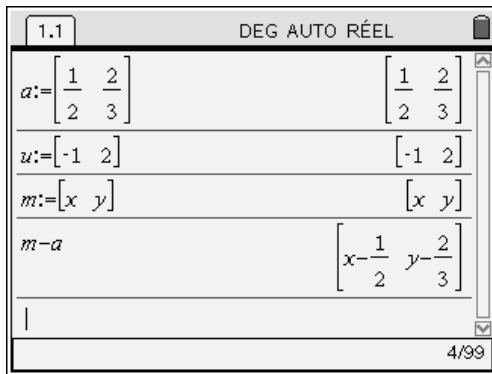 1.1 DEG AUTO RÉEL
a:=[1/2 2/3] [1/2 2/3]
u:=[-1 2] [-1 2]
m:=[x y] [x y]
m-a [x-1/2 y-2/3]
4/99